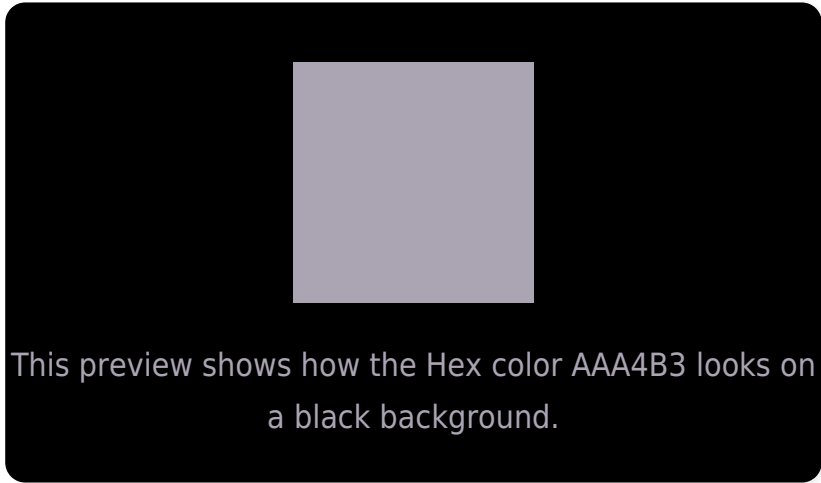 This preview shows how the Hex color AAA4B3 looks on
a black background.